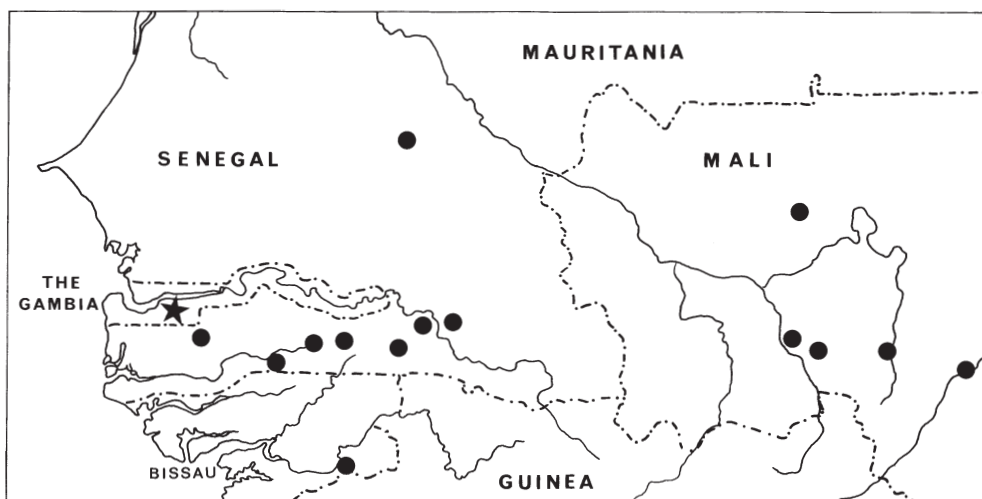 MAURITANIA
SENEGAL
MALI
THE
GAMBIA
BISSAU
GUINEA